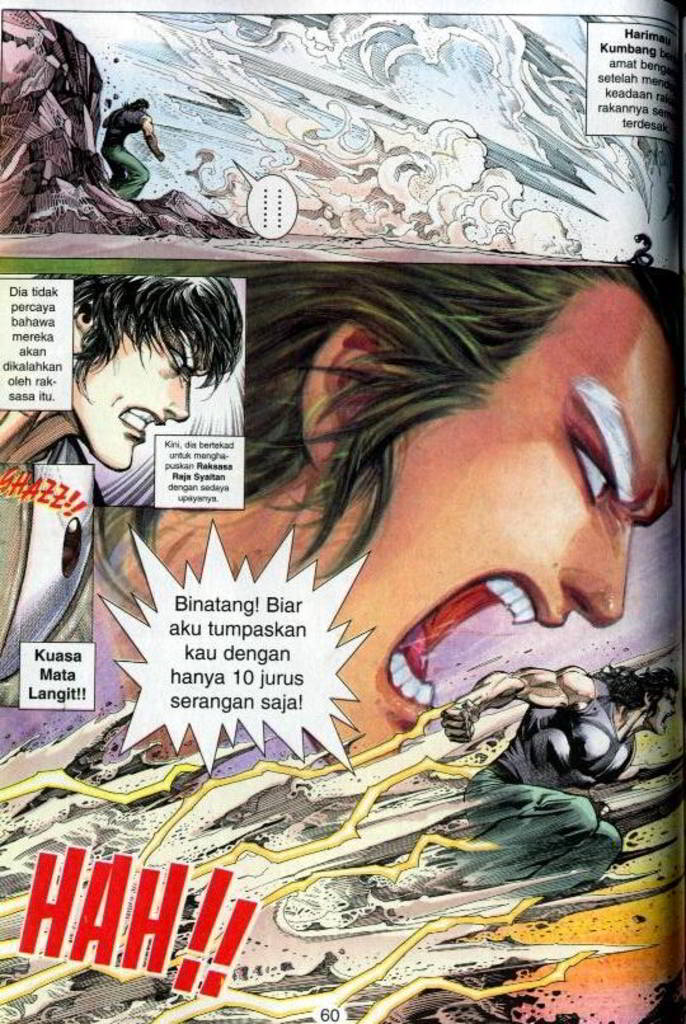 Harimau
Kumbang
amat
setelah
keadaan
rakannya
terdesak
Dia tidak
percaya
bahawa
mereka
akan
dikalahkan
oleh rak-
sasa itu.
Kini, dia bertekad
untuk mengha-
puskan Raksasa
Raja Syaitan
dengan sedaya
upayanya.
GHAZZ!!
Kuasa
Mata
Langit!!
Binatang! Biar
aku tumpaskan
kau dengan
hanya 10 jurus
serangan saja!
HAH!!
60